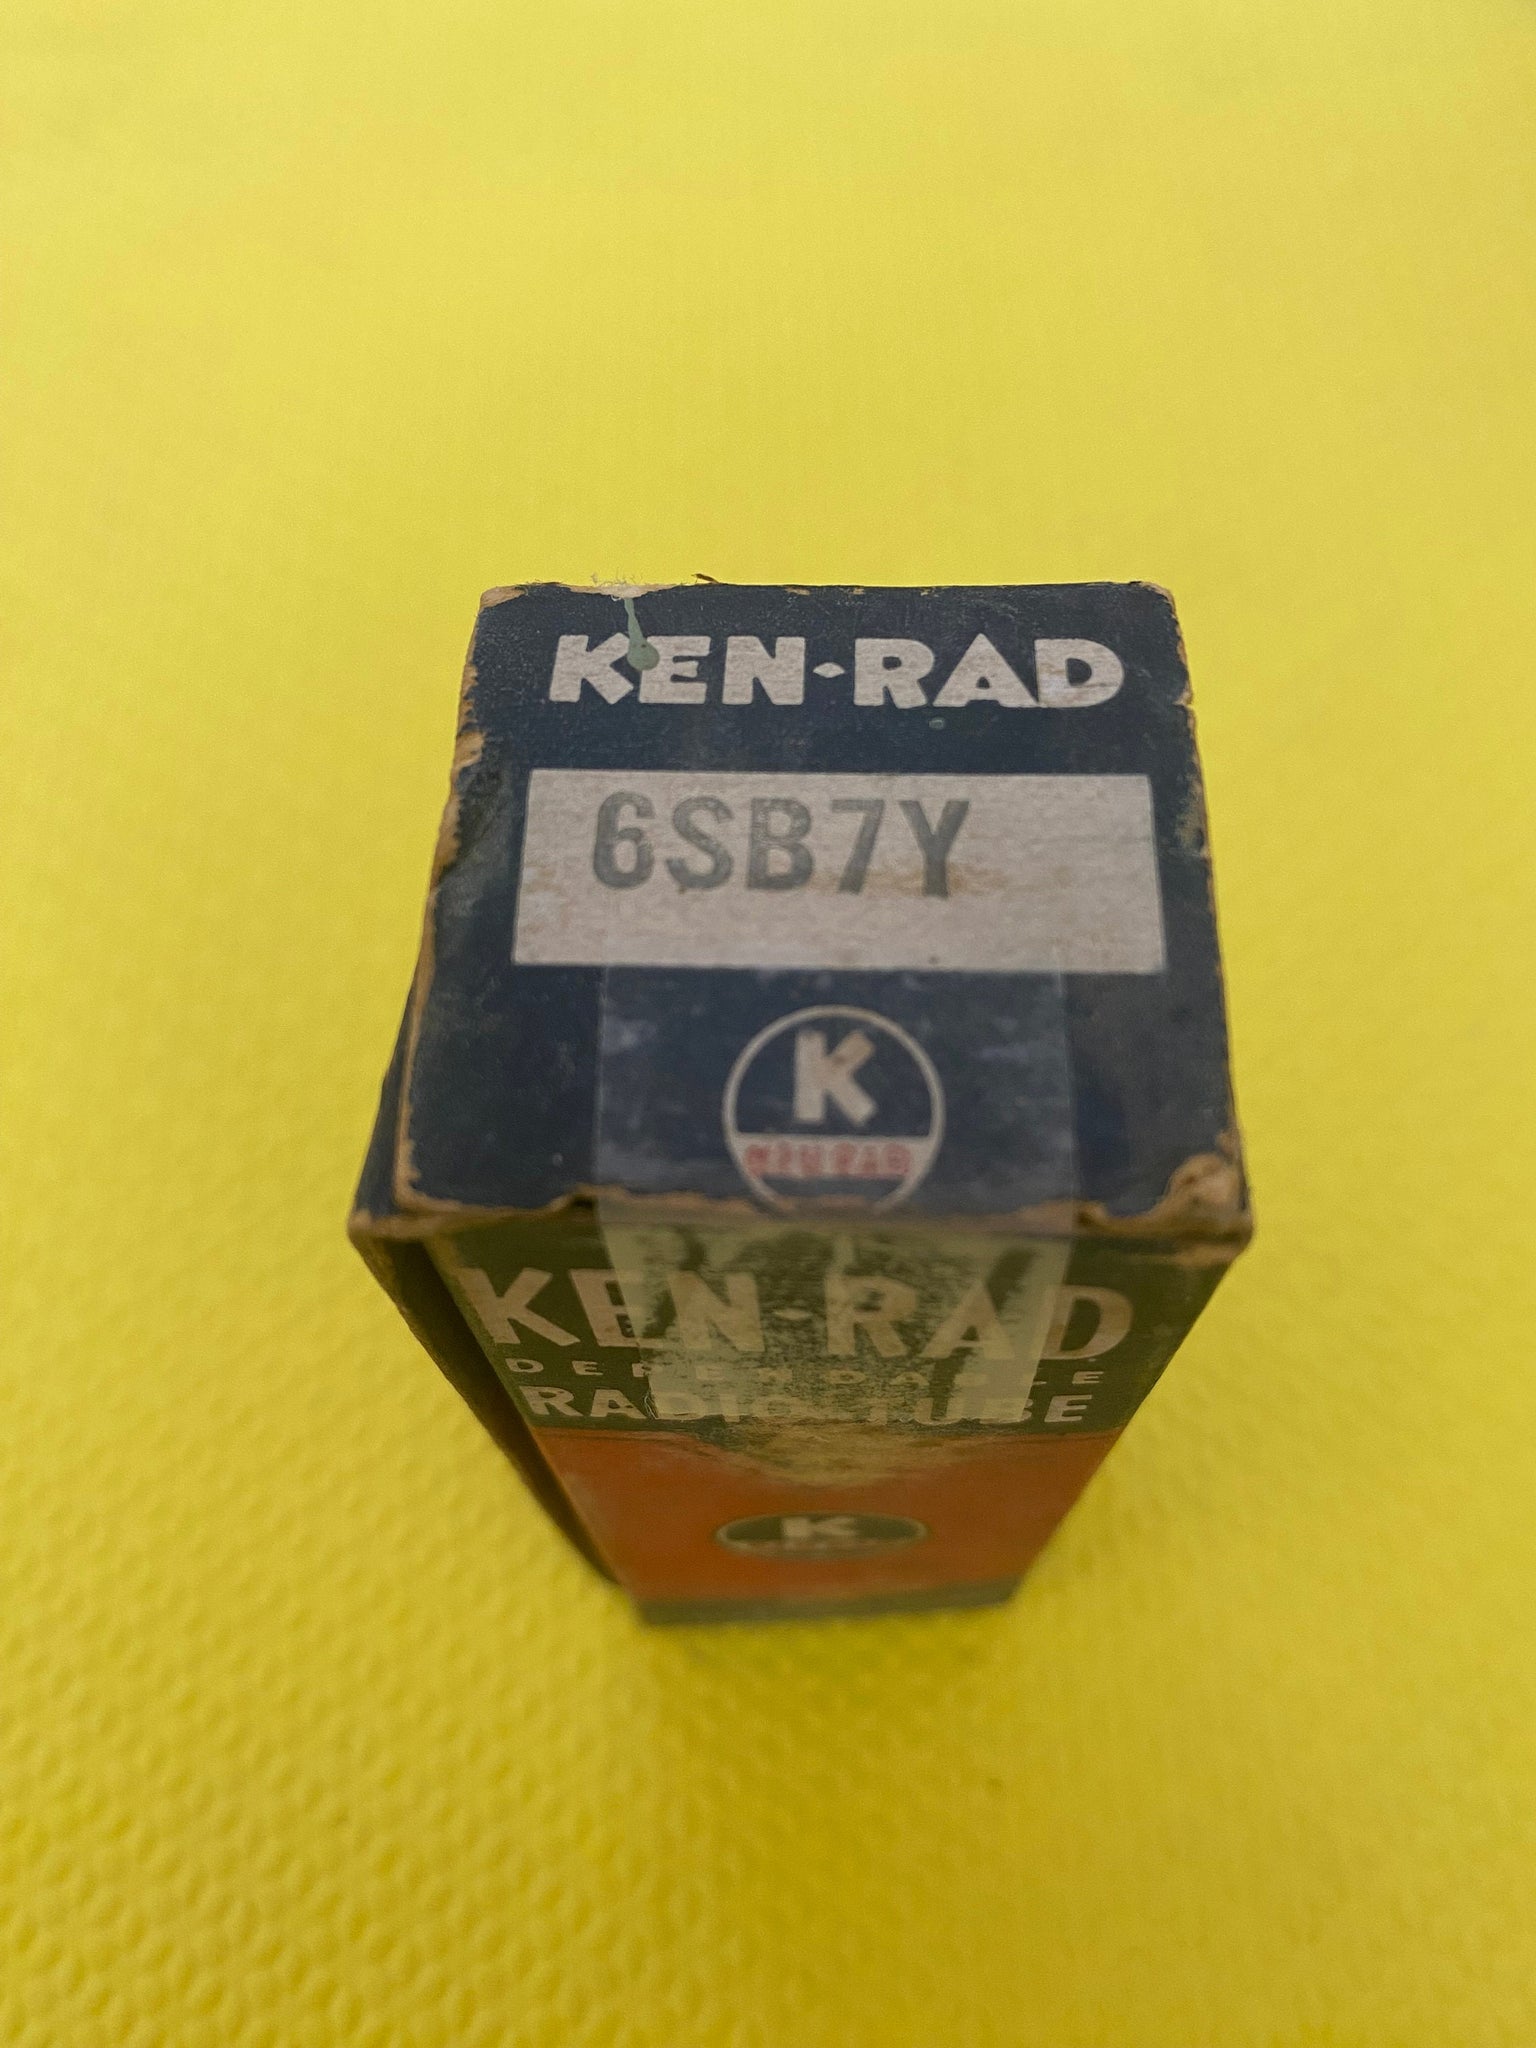 KEN-RAD
6SB7Y
K
KEN-RAD
KEN-RAD
DEPENDABLE
RADIO TUBE
K